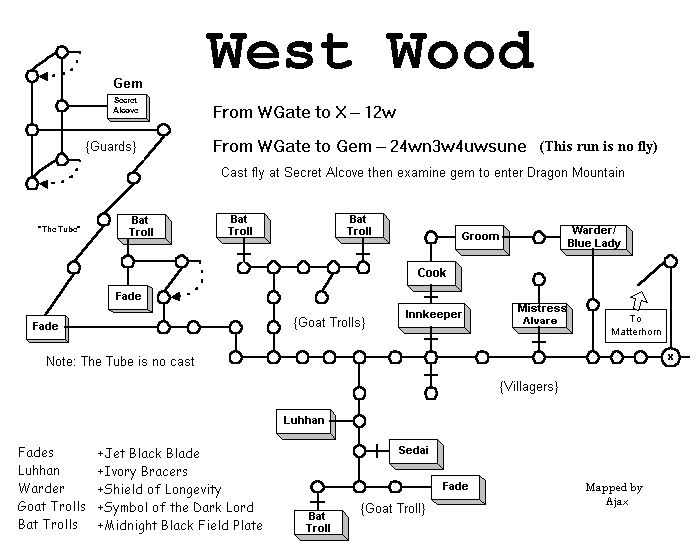 West Wood
Gem
Secret
Alcove
From WGate to X – 12w
{Guards}
From WGate to Gem – 24wn3w4uwsune (This run is no fly)
Cast fly at Secret Alcove then examine gem to enter Dragon Mountain
"The Tube"
Bat
Troll
Bat
Troll
Bat
Troll
Groom
Warder/
Blue Lady
Cook
Fade
Innkeeper
Mistress
Alvare
To
Matterhorn
Fade
{Goat Trolls}
Note: The Tube is no cast
X
{Villagers}
Luhhan
Sedai
Fade
{Goat Troll}
Bat
Troll
Fades +Jet Black Blade
Luhhan +Ivory Bracers
Warder +Shield of Longevity
Goat Trolls +Symbol of the Dark Lord
Bat Trolls +Midnight Black Field Plate
Mapped by
Ajax